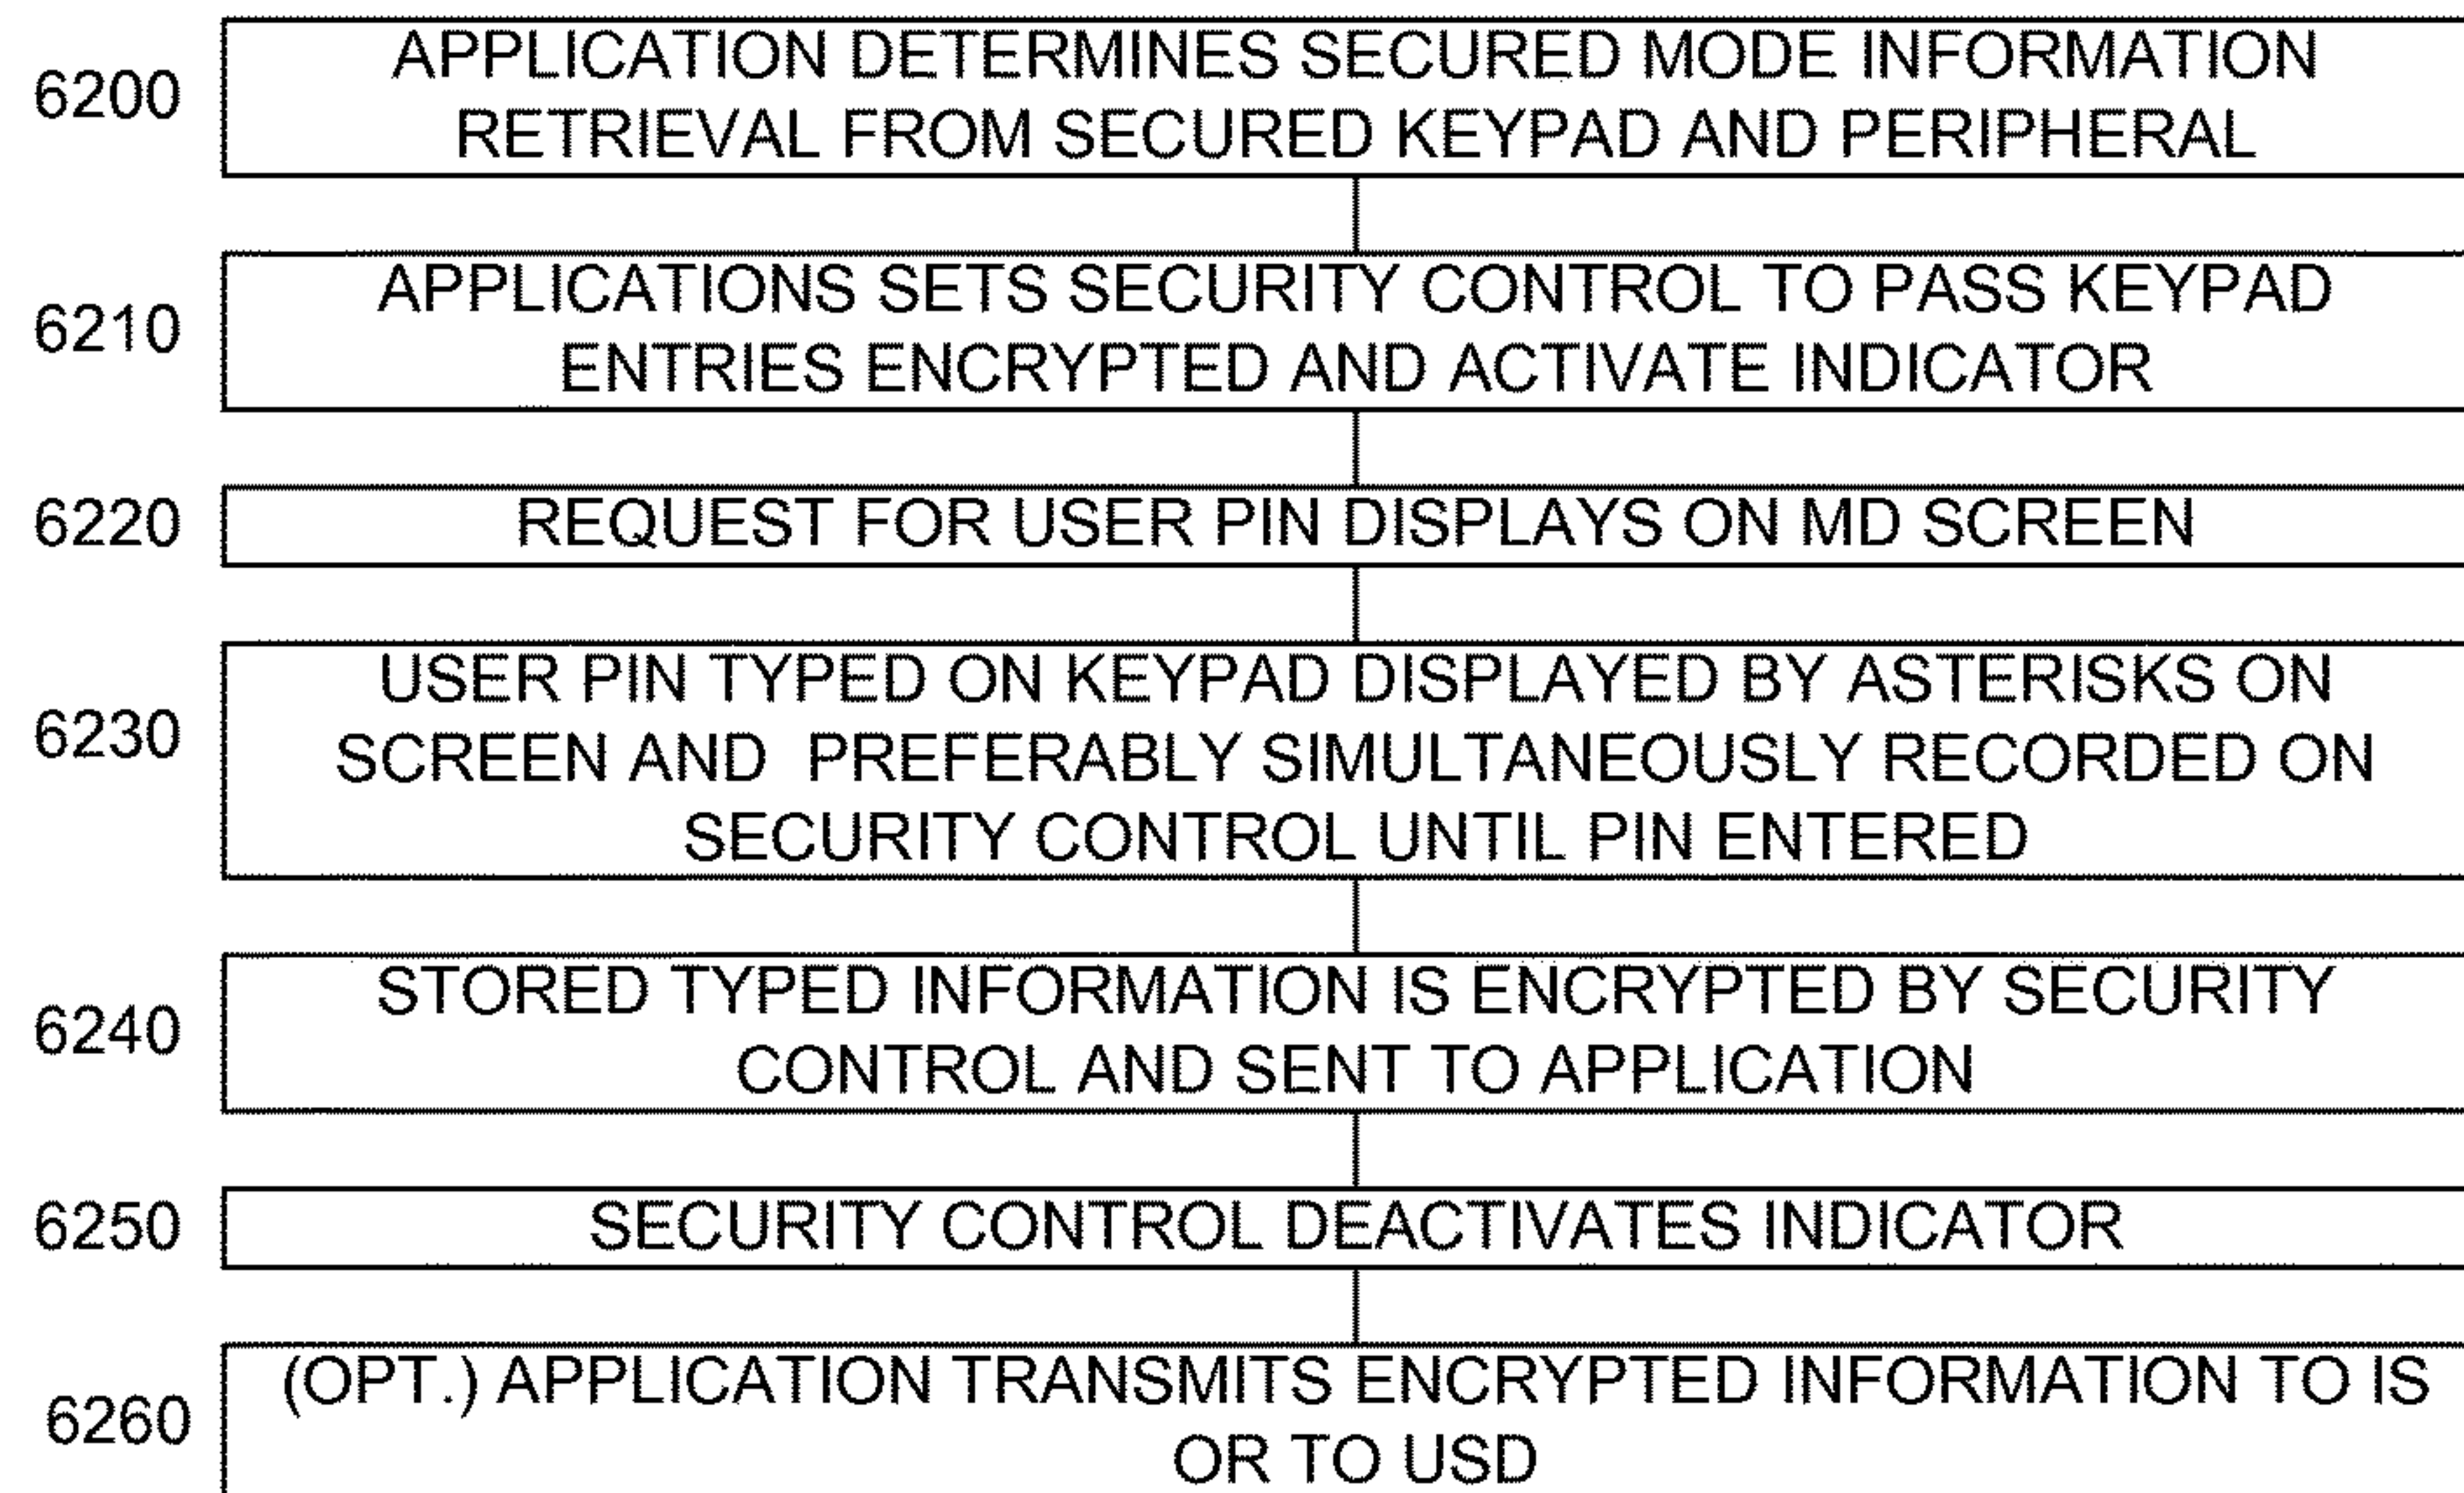 6200
APPLICATION DETERMINES SECURED MODE INFORMATION
RETRIEVAL FROM SECURED KEYPAD AND PERIPHERAL
6210
APPLICATIONS SETS SECURITY CONTROL TO PASS KEYPAD
ENTRIES ENCRYPTED AND ACTIVATE INDICATOR
6220
REQUEST FOR USER PIN DISPLAYS ON MD SCREEN
6230
USER PIN TYPED ON KEYPAD DISPLAYED BY ASTERISKS ON
SCREEN AND PREFERABLY SIMULTANEOUSLY RECORDED ON
SECURITY CONTROL UNTIL PIN ENTERED
6240
STORED TYPED INFORMATION IS ENCRYPTED BY SECURITY
CONTROL AND SENT TO APPLICATION
6250
SECURITY CONTROL DEACTIVATES INDICATOR
6260
(OPT.) APPLICATION TRANSMITS ENCRYPTED INFORMATION TO IS
OR TO USD